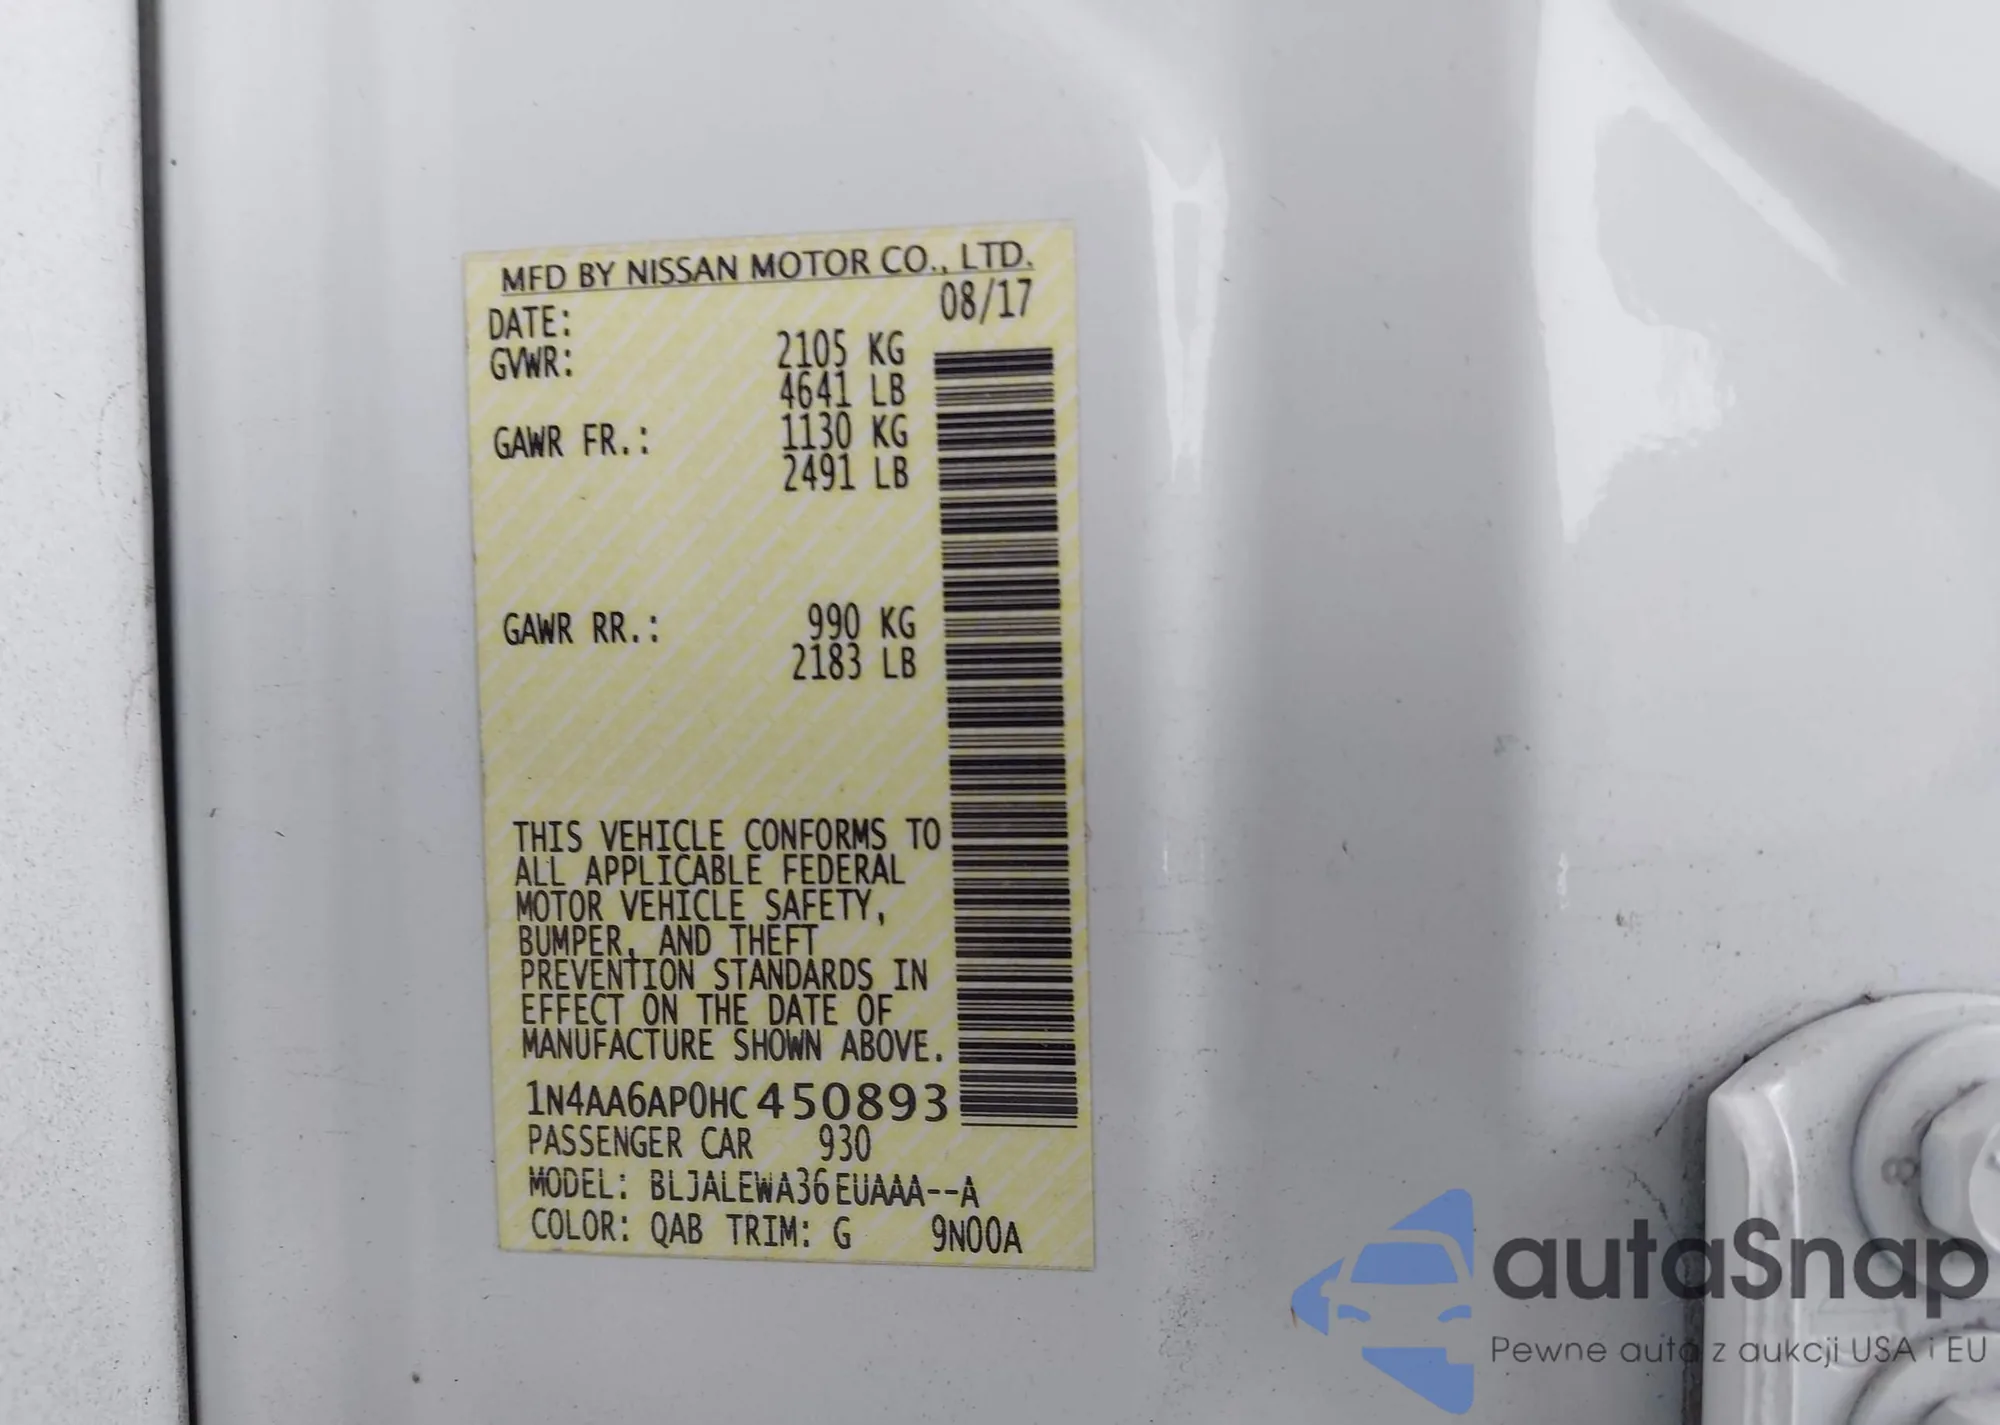 MFD BY NISSAN MOTOR CO., LTD.
DATE: 08/17
GVWR: 2105 KG
4641 LB
GAWR FR.: 1130 KG
2491 LB
GAWR RR.: 990 KG
2183 LB
THIS VEHICLE CONFORMS TO
ALL APPLICABLE FEDERAL
MOTOR VEHICLE SAFETY,
BUMPER, AND THEFT
PREVENTION STANDARDS IN
EFFECT ON THE DATE OF
MANUFACTURE SHOWN ABOVE.
1N4AA6AP0HC450893
PASSENGER CAR 930
MODEL: BLJALEWA36EUAAA--A
COLOR: QAB TRIM: G 9N00A
8
autaSnap
Pewne auta z aukcji USA i EU